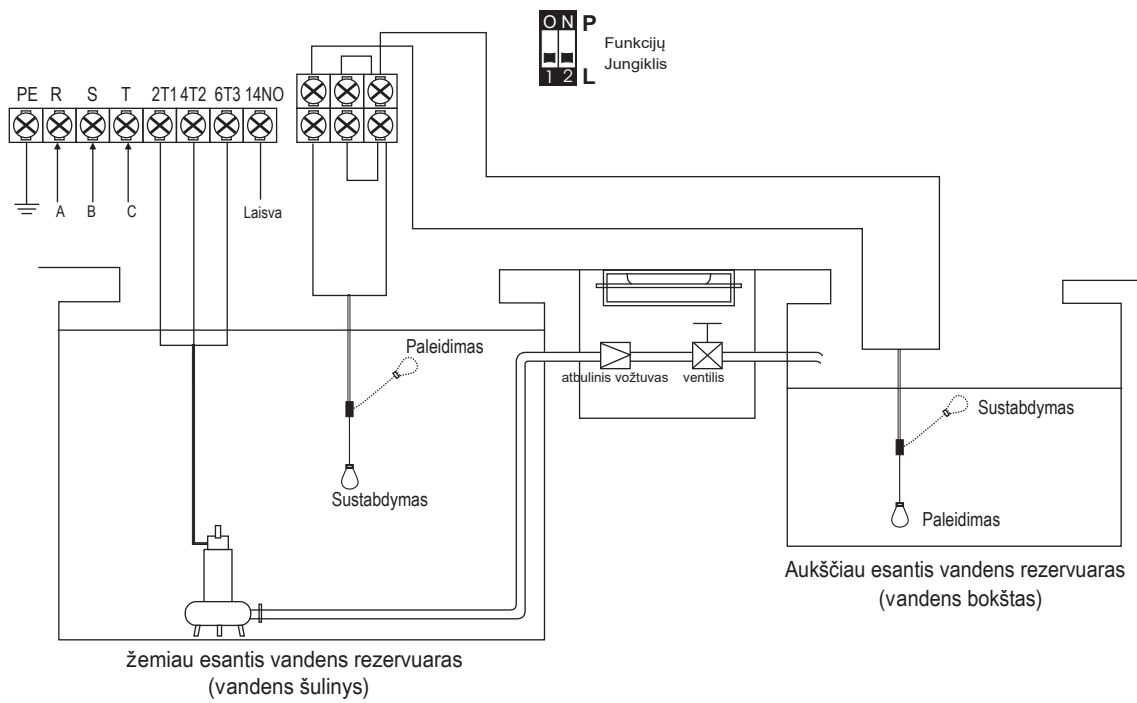 ON P
Funkcijų
Jungiklis
1 2 L
PE R S T 2T1 4T2 6T3 14NO
A B C Laisva
Paleidimas
Sustabdymas
atbulinis vožtuvas ventilis
Sustabdymas
Paleidimas
Aukščiau esantis vandens rezervuaras
(vandens bokštas)
žemiau esantis vandens rezervuaras
(vandens šulinys)